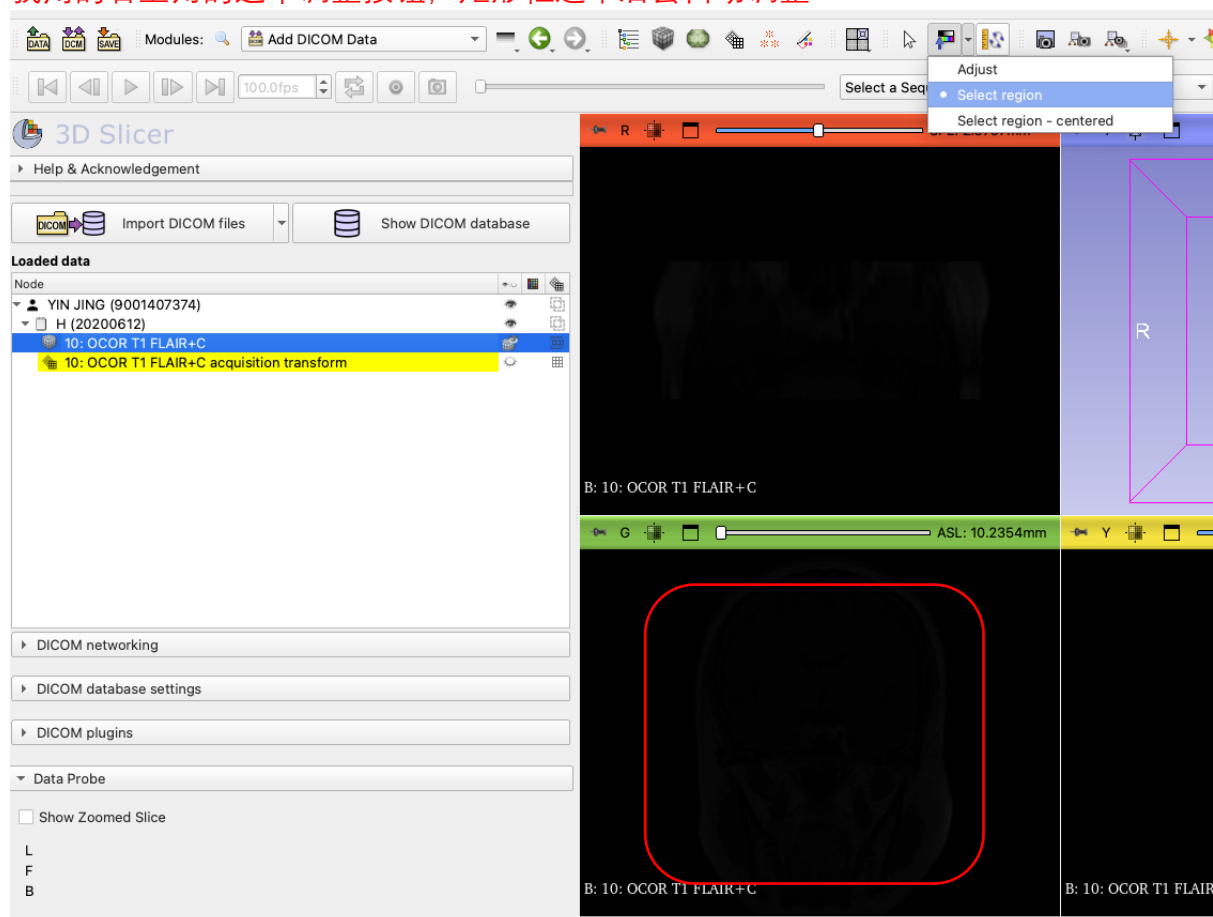 DATA DCM SAVE Modules: Add DICOM Data
100.0fps Select a Sequ
Adjust
Select region
Select region - centered
3D Slicer
R
Help & Acknowledgement
DICOM Import DICOM files Show DICOM database
Loaded data
Node
YIN JING (9001407374)
H (20200612)
10: OCOR T1 FLAIR+C
10: OCOR T1 FLAIR+C acquisition transform
R
B: 10: OCOR T1 FLAIR+C
G ASL: 10.2354mm Y
DICOM networking
DICOM database settings
DICOM plugins
Data Probe
Show Zoomed Slice
L
F
B
B: 10: OCOR T1 FLAIR+C
B: 10: OCOR T1 FLAIR